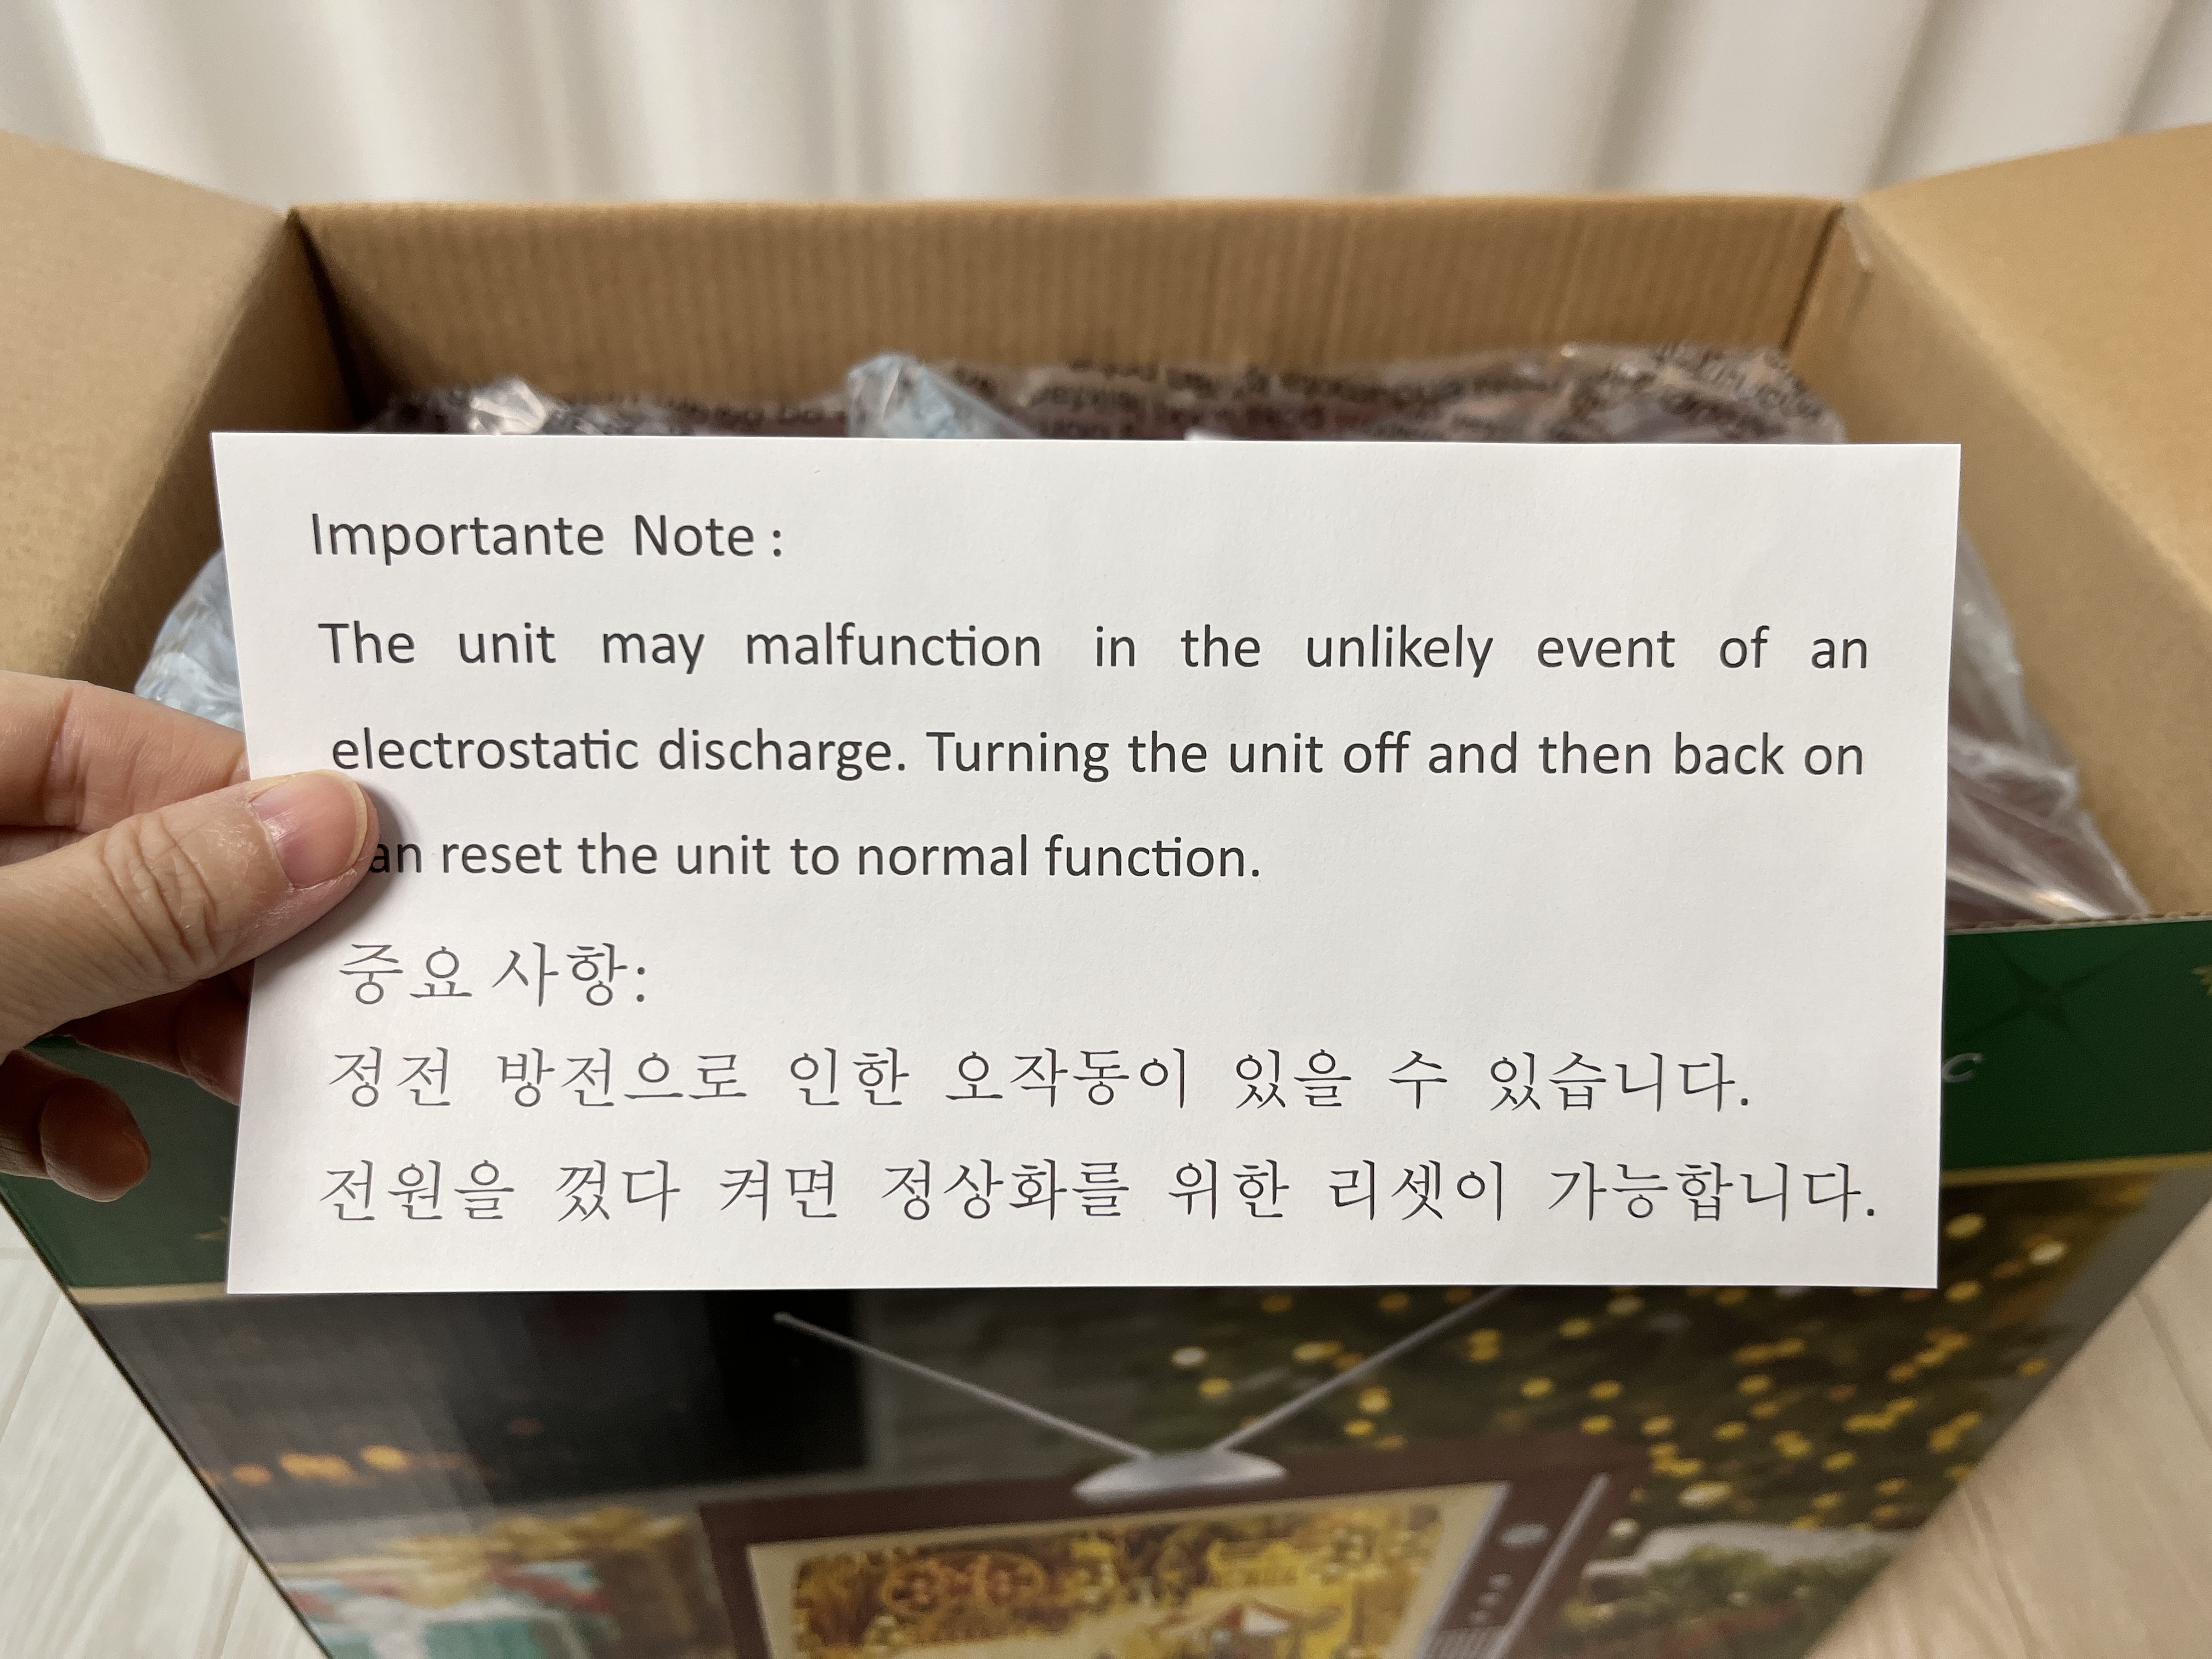 Importante Note :
The unit may malfunction in the unlikely event of an
electrostatic discharge. Turning the unit off and then back on
an reset the unit to normal function.
중요 사항:
정전 방전으로 인한 오작동이 있을 수 있습니다.
전원을 껐다 켜면 정상화를 위한 리셋이 가능합니다.